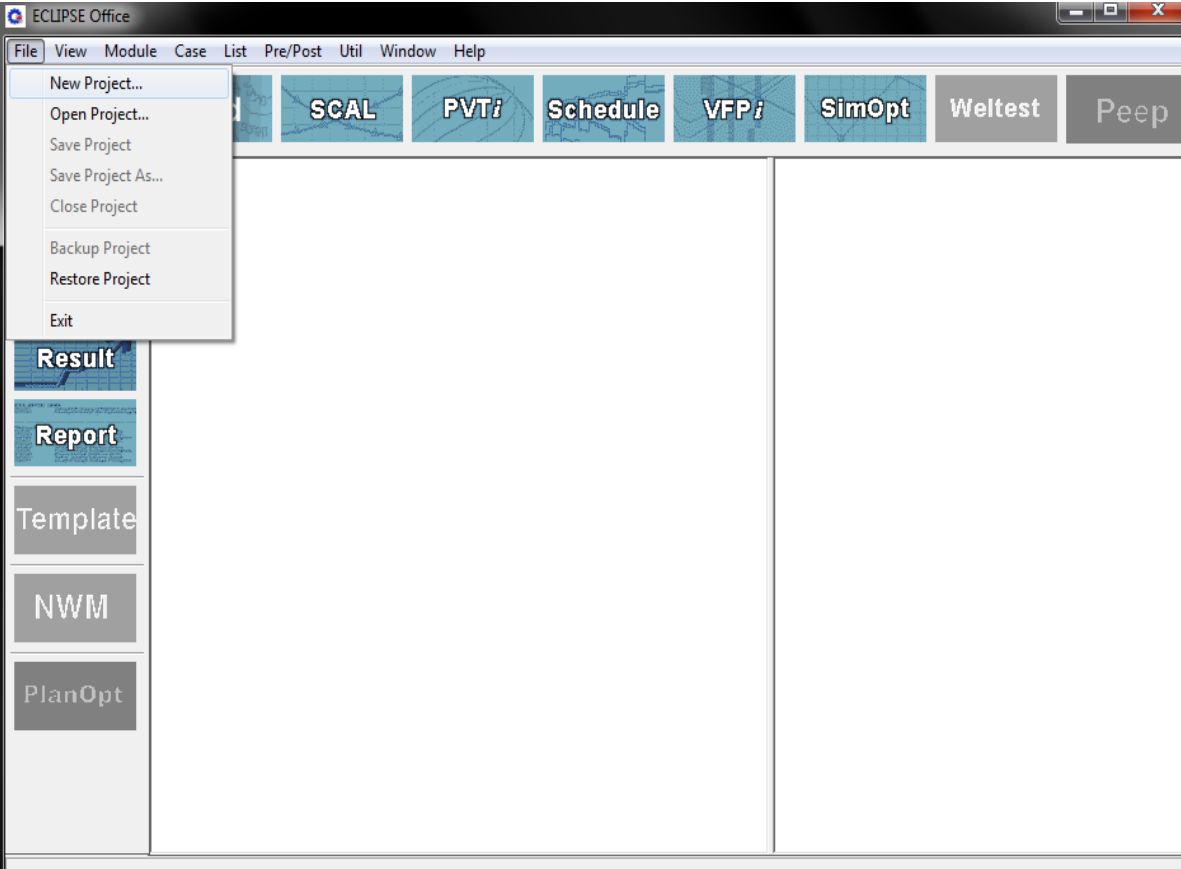 ECLIPSE Office
File View Module Case List Pre/Post Util Window Help
New Project...
Open Project...
Save Project
Save Project As...
Close Project
Backup Project
Restore Project
Exit
SCAL PVTi Schedule VFPi SimOpt Weltest Peep
Result
Report
Template
NWM
PlanOpt